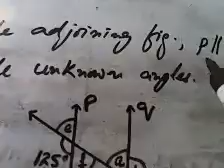 e adjoining fig., p||
e unknown angles.
p q
a
125° d